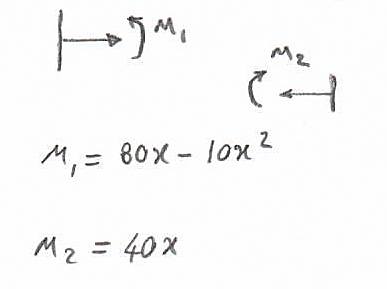 M₁
M₂
M₁ = 80x - 10x²
M₂ = 40x